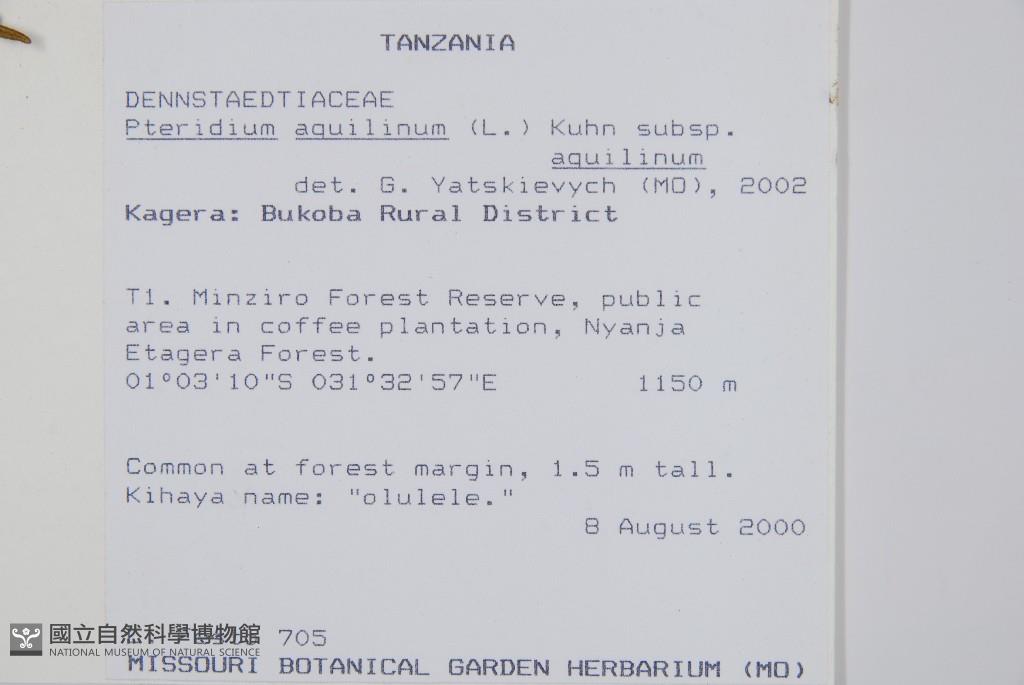 TANZANIA
DENNSTAEDTIACEAE
Pteridium aquilinum (L.) Kuhn subsp.
aquilinum
det. G. Yatskievych (MO), 2002
Kagera: Bukoba Rural District
T1. Minziro Forest Reserve, public
area in coffee plantation, Nyanja
Etagera Forest.
01°03'10"S 031°32'57"E 1150 m
Common at forest margin, 1.5 m tall.
Kihaya name: "olulele."
8 August 2000
國立自然科學博物館
NATIONAL MUSEUM OF NATURAL SCIENCE
705
MISSOURI BOTANICAL GARDEN HERBARIUM (MO)